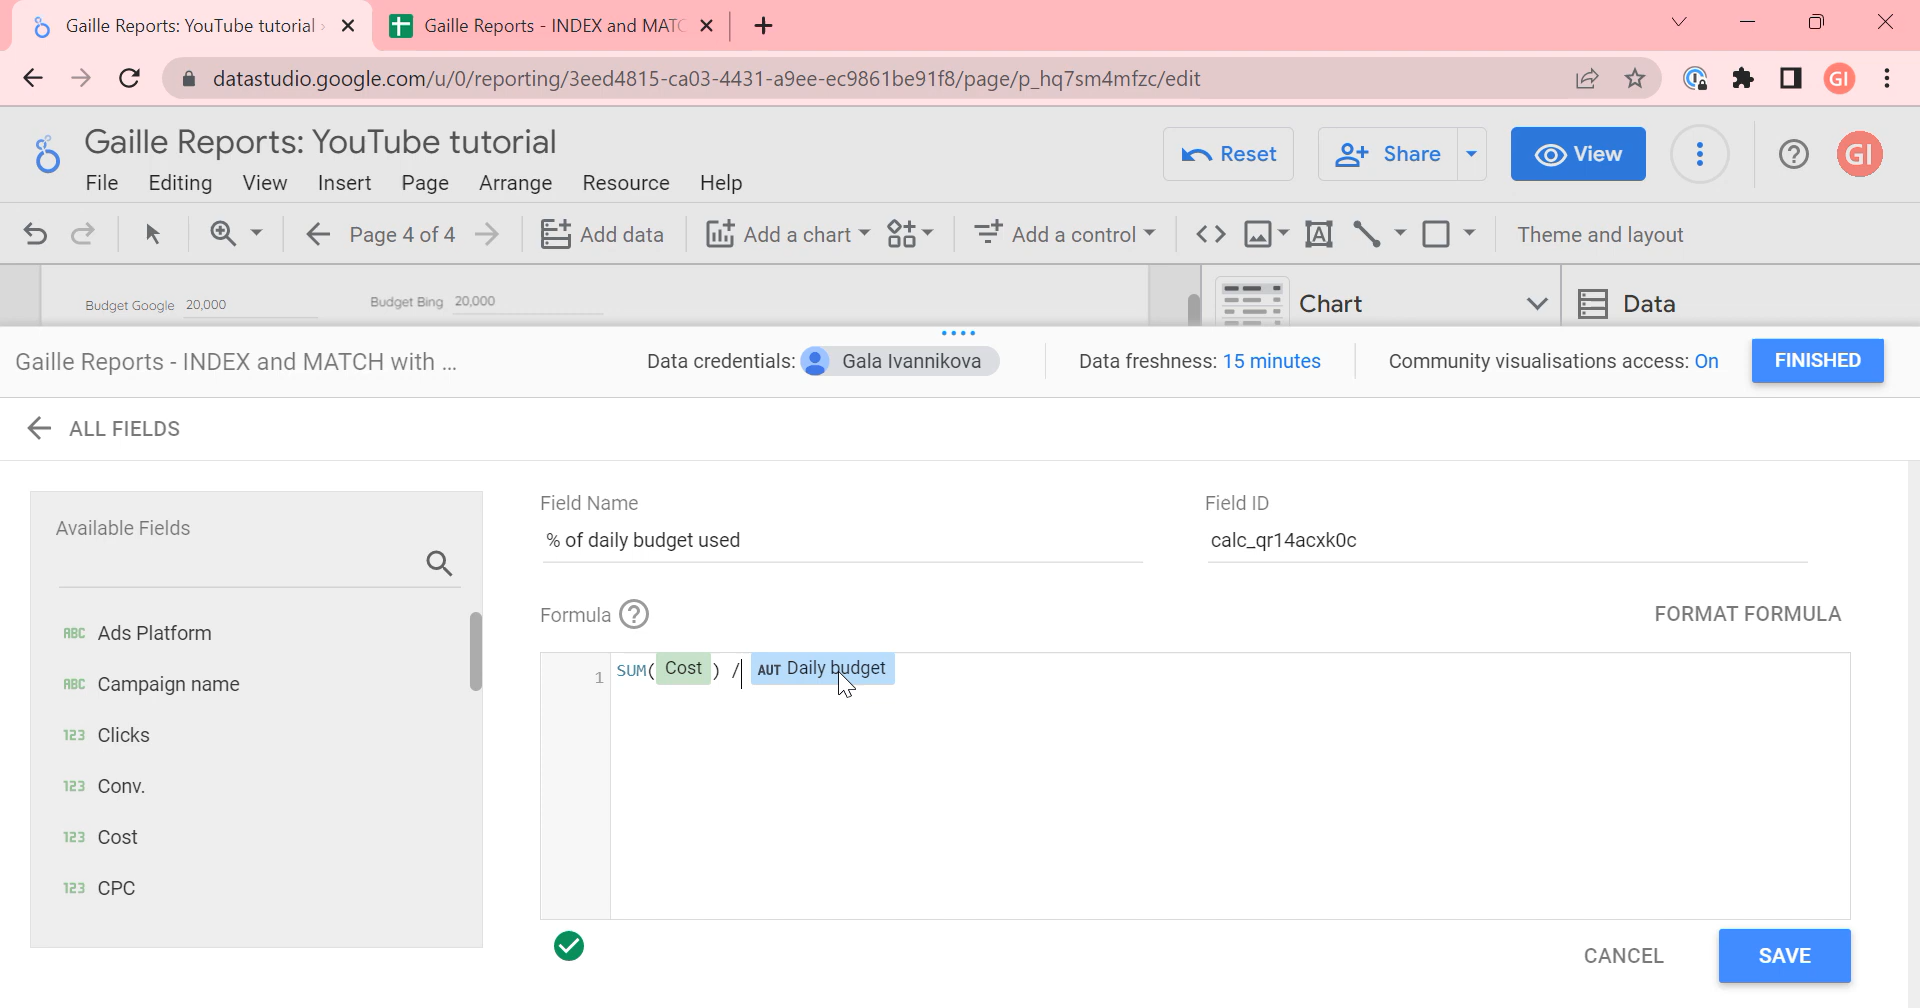 Gaille Reports: YouTube tutorial
Gaille Reports - INDEX and MATC
datastudio.google.com/u/0/reporting/3eed4815-ca03-4431-a9ee-ec9861be91f8/page/p_hq7sm4mfzc/edit
GI
Gaille Reports: YouTube tutorial
Reset
Share
View
GI
File Editing View Insert Page Arrange Resource Help
Page 4 of 4
Add data
Add a chart
Add a control
Theme and layout
Budget Google 20,000
Budget Bing 20,000
Chart
Data
Gaille Reports - INDEX and MATCH with ...
Data credentials: Gala Ivannikova
Data freshness: 15 minutes
Community visualisations access: On
FINISHED
ALL FIELDS
Available Fields
ABC Ads Platform
ABC Campaign name
123 Clicks
123 Conv.
123 Cost
123 CPC
Field Name
% of daily budget used
Field ID
calc_qr14acxk0c
Formula
FORMAT FORMULA
1 SUM( Cost ) / AUT Daily budget
CANCEL
SAVE